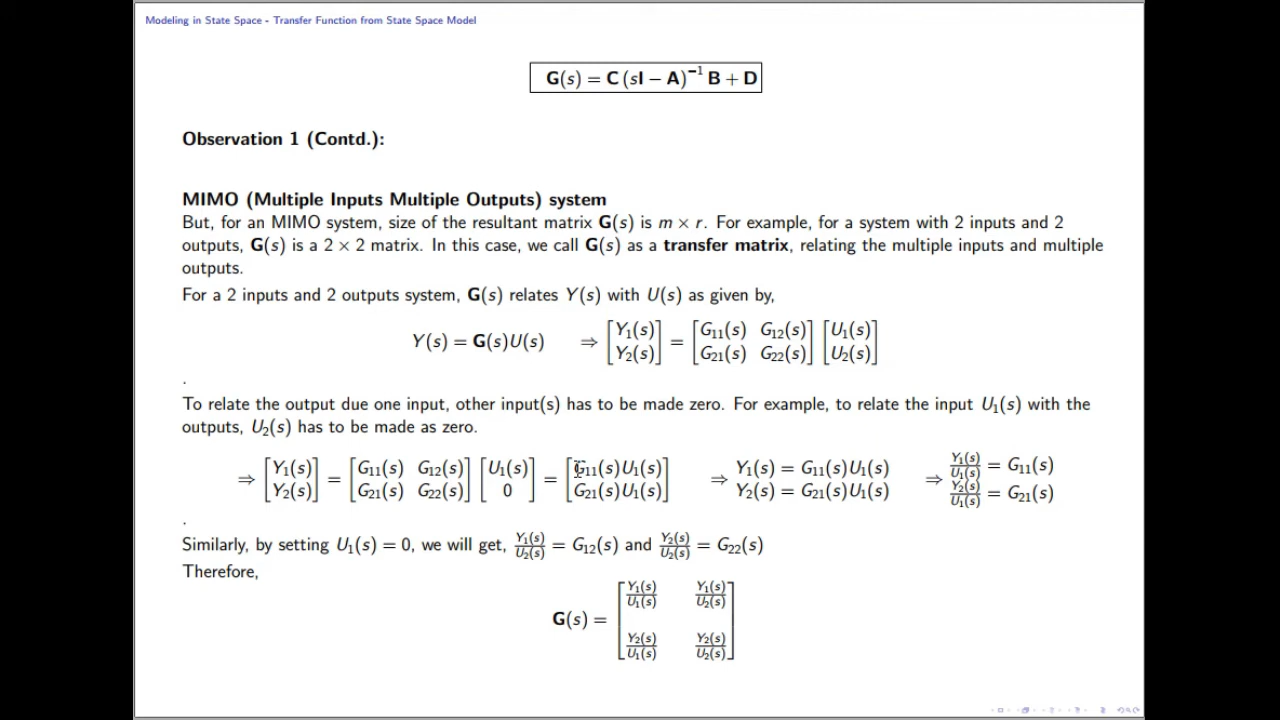 Modeling in State Space - Transfer Function from State Space Model
G(s) = C (sI − A)⁻¹ B + D
Observation 1 (Contd.):
MIMO (Multiple Inputs Multiple Outputs) system
But, for an MIMO system, size of the resultant matrix G(s) is m × r. For example, for a system with 2 inputs and 2
outputs, G(s) is a 2 × 2 matrix. In this case, we call G(s) as a transfer matrix, relating the multiple inputs and multiple
outputs.
For a 2 inputs and 2 outputs system, G(s) relates Y(s) with U(s) as given by,
Y(s) = G(s)U(s) ⇒ [Y₁(s); Y₂(s)] = [G₁₁(s) G₁₂(s); G₂₁(s) G₂₂(s)] [U₁(s); U₂(s)]
.
To relate the output due one input, other input(s) has to be made zero. For example, to relate the input U₁(s) with the
outputs, U₂(s) has to be made as zero.
⇒ [Y₁(s); Y₂(s)] = [G₁₁(s) G₁₂(s); G₂₁(s) G₂₂(s)] [U₁(s); 0] = [G₁₁(s)U₁(s); G₂₁(s)U₁(s)] ⇒ Y₁(s) = G₁₁(s)U₁(s) Y₂(s) = G₂₁(s)U₁(s) ⇒ Y₁(s)/U₁(s) = G₁₁(s) Y₂(s)/U₁(s) = G₂₁(s)
.
Similarly, by setting U₁(s) = 0, we will get, Y₁(s)/U₂(s) = G₁₂(s) and Y₂(s)/U₂(s) = G₂₂(s)
Therefore,
G(s) = [Y₁(s)/U₁(s) Y₁(s)/U₂(s); Y₂(s)/U₁(s) Y₂(s)/U₂(s)]